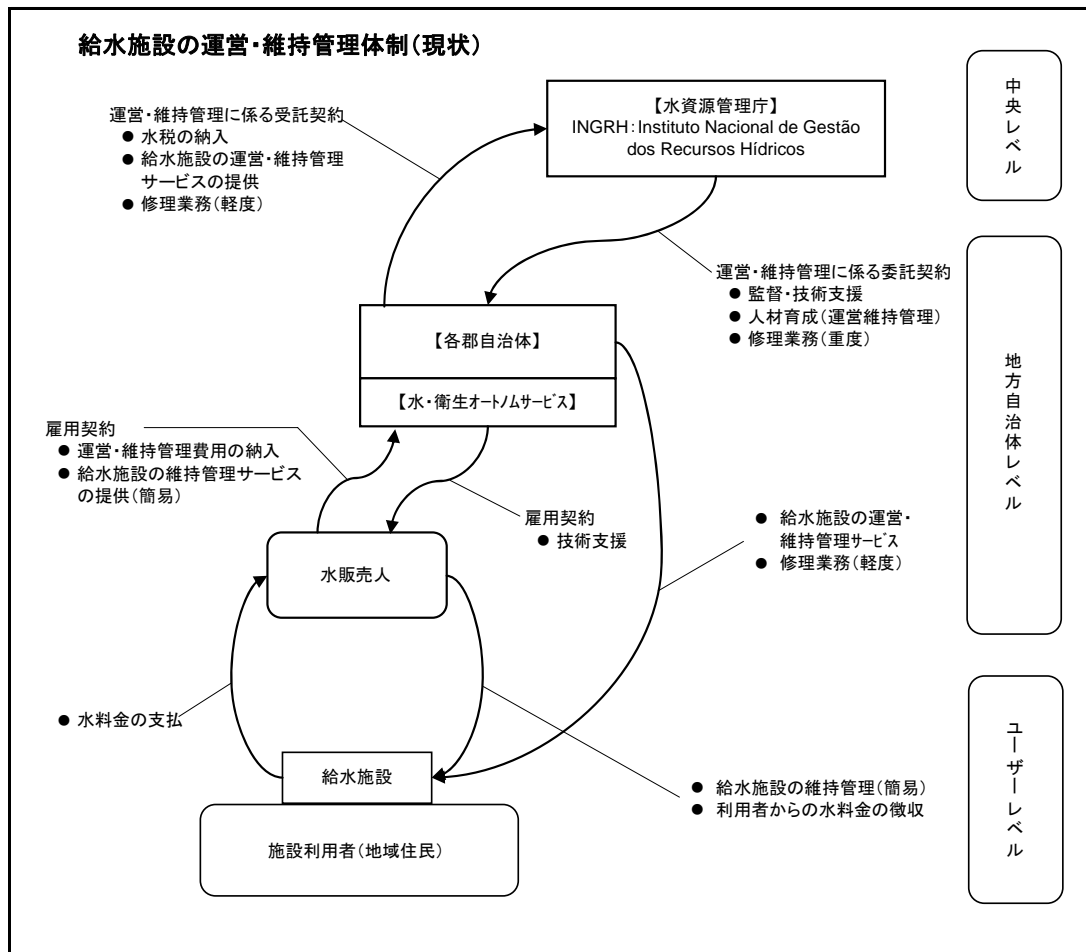 給水施設の運営・維持管理体制(現状)
運営・維持管理に係る受託契約
● 水税の納入
● 給水施設の運営・維持管理
サービスの提供
● 修理業務(軽度)
【水資源管理庁】
INGRH:Instituto Nacional de Gestão
dos Recursos Hídricos
中央レベル
運営・維持管理に係る委託契約
● 監督・技術支援
● 人材育成(運営維持管理)
● 修理業務(重度)
【各郡自治体】
【水・衛生オートノムサービス】
地方自治体レベル
雇用契約
● 運営・維持管理費用の納入
● 給水施設の維持管理サービス
の提供(簡易)
雇用契約
● 技術支援
● 給水施設の運営・
維持管理サービス
● 修理業務(軽度)
水販売人
● 水料金の支払
給水施設
● 給水施設の維持管理(簡易)
● 利用者からの水料金の徴収
施設利用者(地域住民)
ユーザーレベル